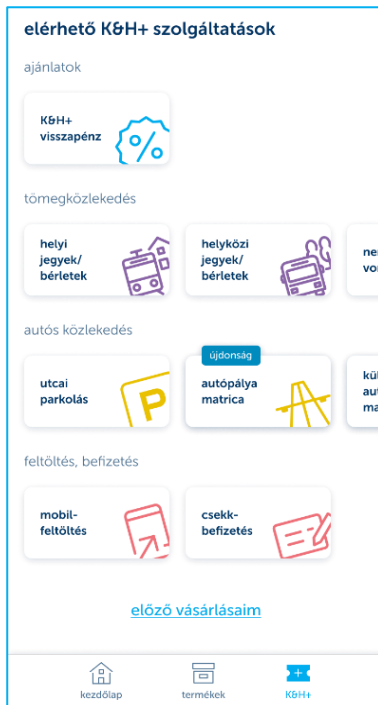 elérhető K&H+ szolgáltatások
ajánlatok
K&H+
visszapénz
tömegközlekedés
helyi
jegyek/
bérletek
helyközi
jegyek/
bérletek
autós közlekedés
utcai
parkolás
P
újdonság
autópálya
matrica
feltöltés, befizetés
mobil-
feltöltés
csekk-
befizetés
előző vásárlásaim
kezdőlap
termékek
K&H+